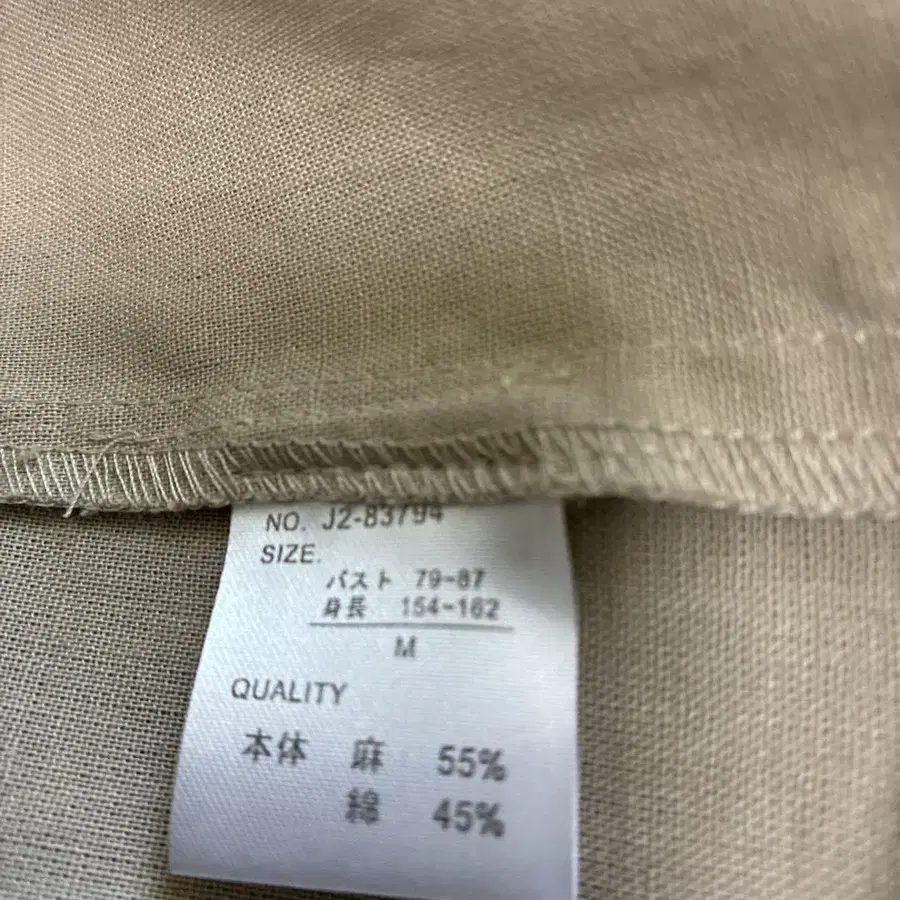 NO. J2-83794
SIZE.
バスト 79-87
身長 154-162
M
QUALITY
本体 麻 55%
綿 45%